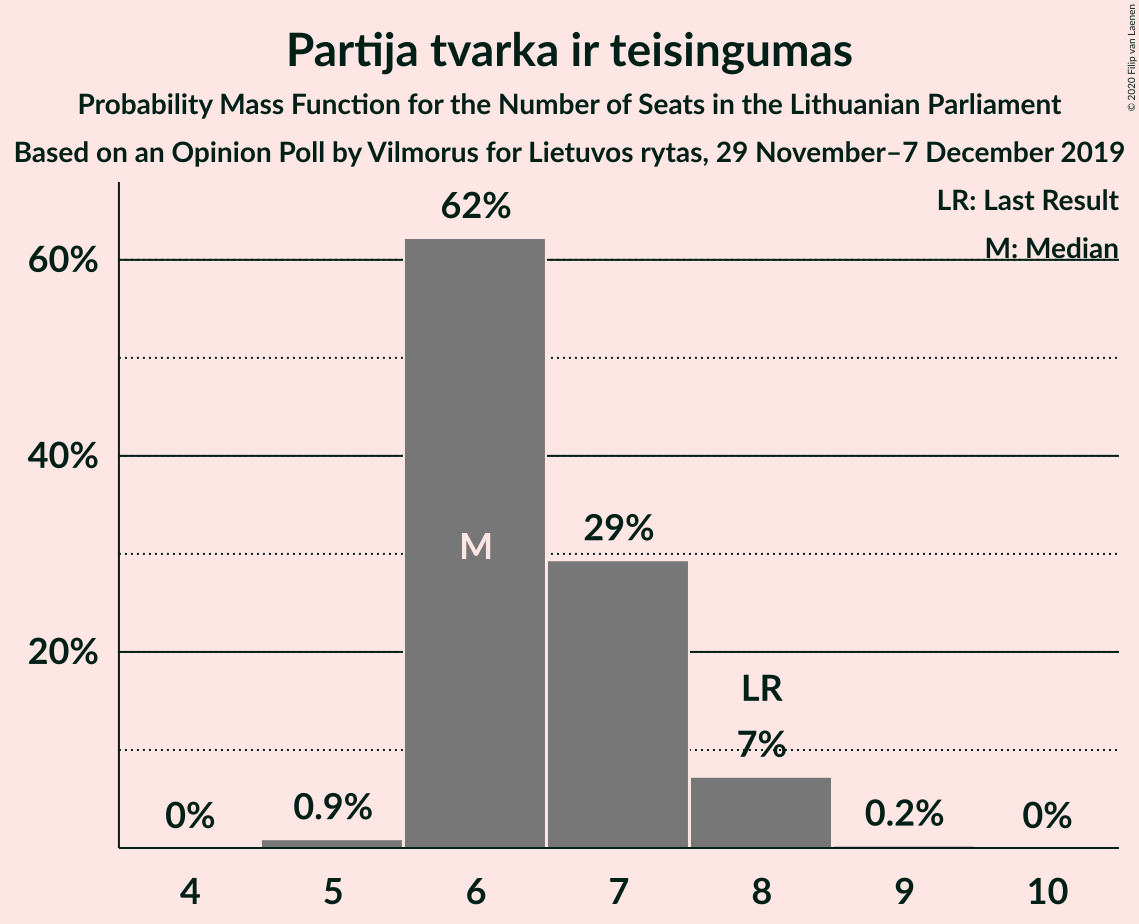 Partija tvarka ir teisingumas
Probability Mass Function for the Number of Seats in the Lithuanian Parliament
Based on an Opinion Poll by Vilmorus for Lietuvos rytas, 29 November–7 December 2019
© 2020 Filip van Laenen
LR: Last Result
M: Median
60%
40%
20%
62%
M
29%
LR
7%
0%
0.9%
0.2%
0%
4 5 6 7 8 9 10